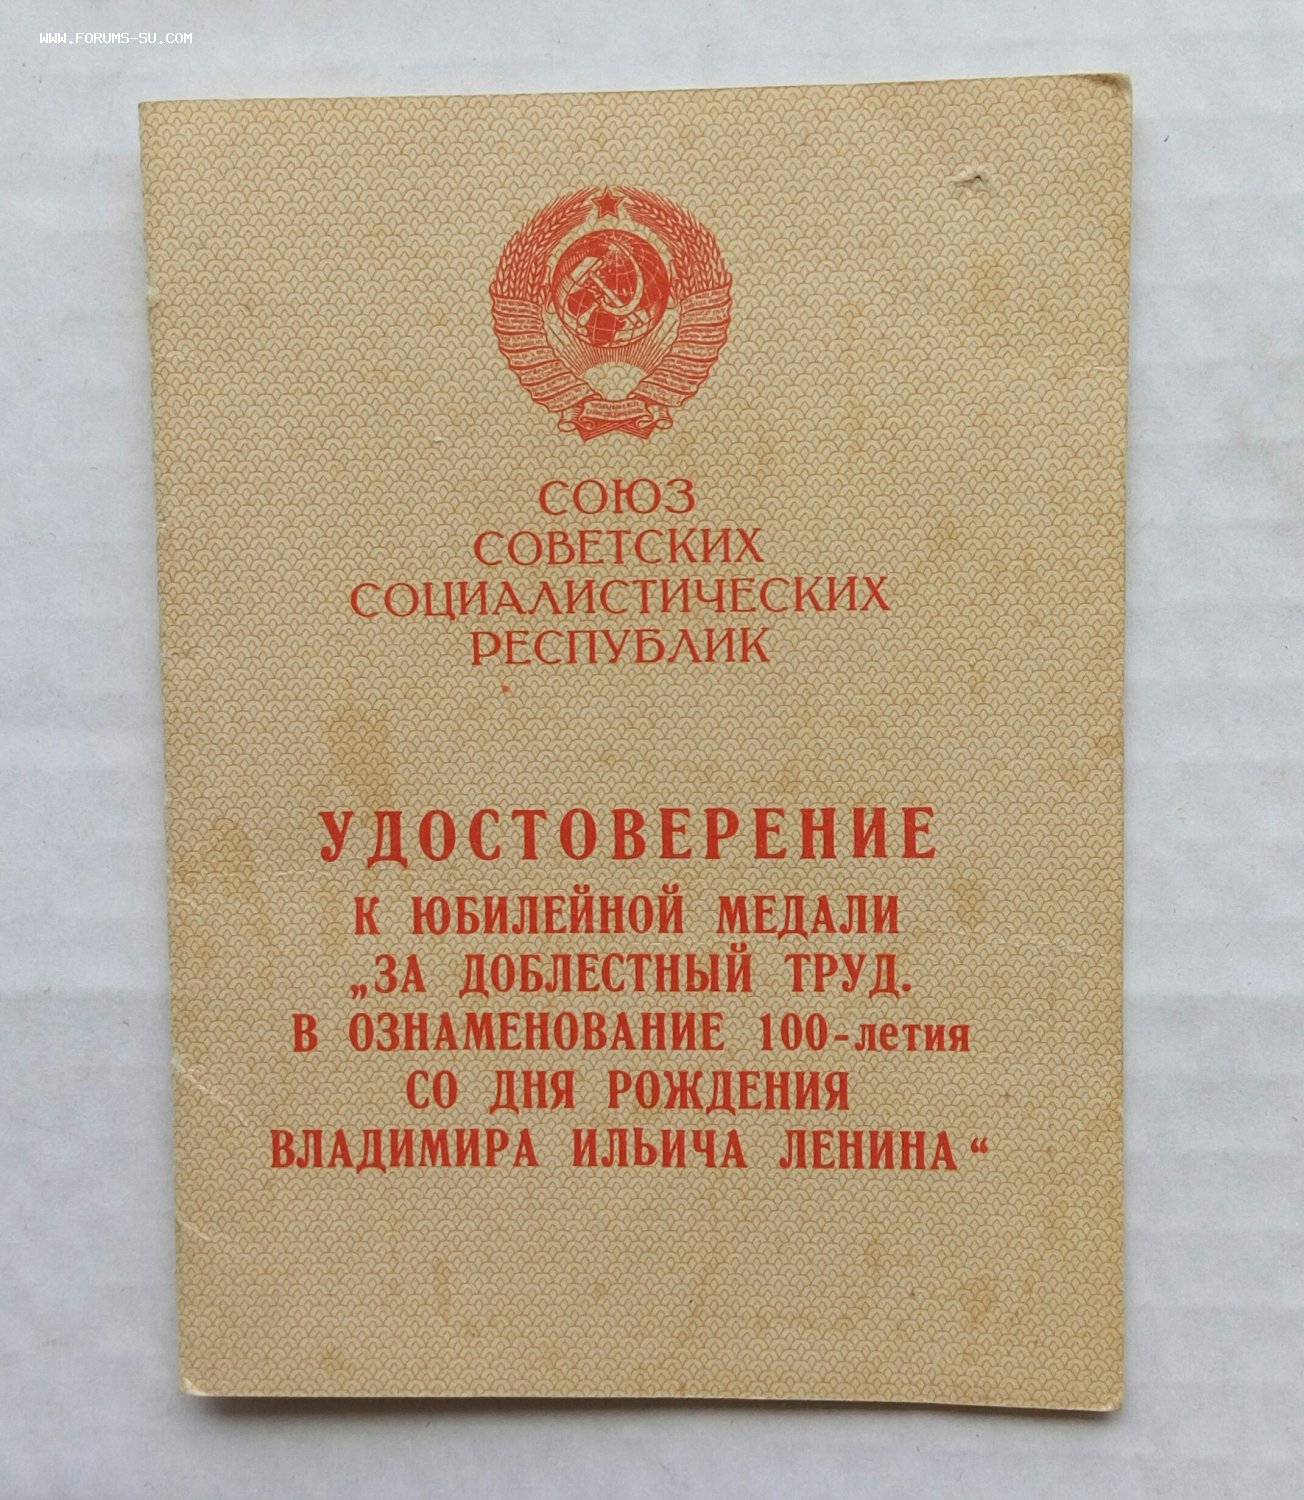 WWW.FORUMS-SU.COM
СОЮЗ
СОВЕТСКИХ
СОЦИАЛИСТИЧЕСКИХ
РЕСПУБЛИК
УДОСТОВЕРЕНИЕ
К ЮБИЛЕЙНОЙ МЕДАЛИ
„ЗА ДОБЛЕСТНЫЙ ТРУД.
В ОЗНАМЕНОВАНИЕ 100-летия
СО ДНЯ РОЖДЕНИЯ
ВЛАДИМИРА ИЛЬИЧА ЛЕНИНА“